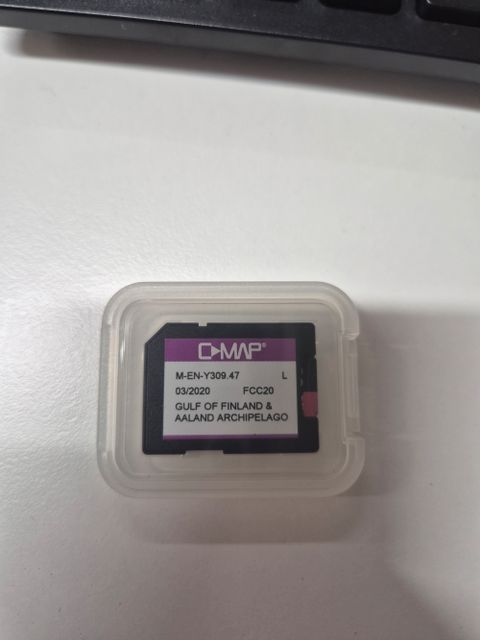 C-MAP®
M-EN-Y309.47 L
03/2020 FCC20
GULF OF FINLAND &
AALAND ARCHIPELAGO